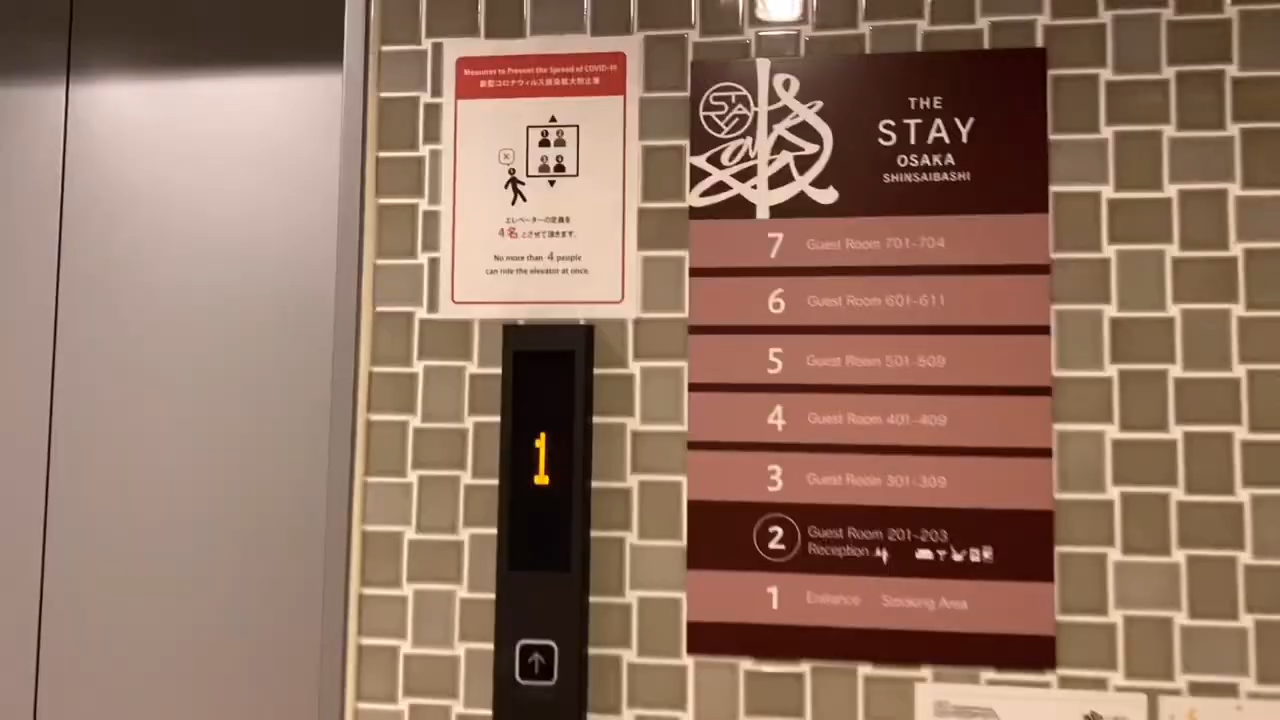 Measures to Prevent the Spread of COVID-19
新型コロナウィルス感染拡大防止策
エレベーターの定員を
4名とさせて頂きます。
No more than 4 people
can ride the elevator at once.
1
STAY
THE
STAY
OSAKA
SHINSAIBASHI
7 Guest Room 701-704
6 Guest Room 601-611
5 Guest Room 501-509
4 Guest Room 401-409
3 Guest Room 301-309
2 Guest Room 201-203
Reception
1 Entrance Smoking Area